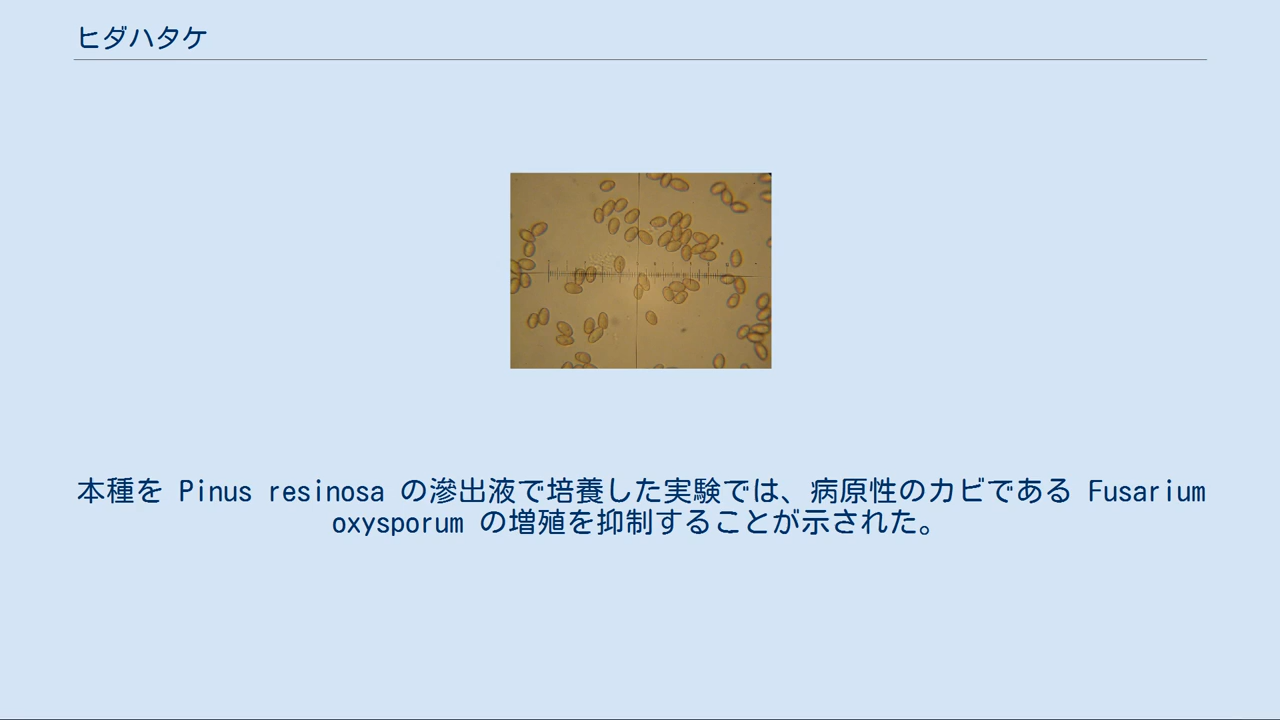 ヒダハタケ
本種を Pinus resinosa の滲出液で培養した実験では、病原性のカビである Fusarium
oxysporum の増殖を抑制することが示された。